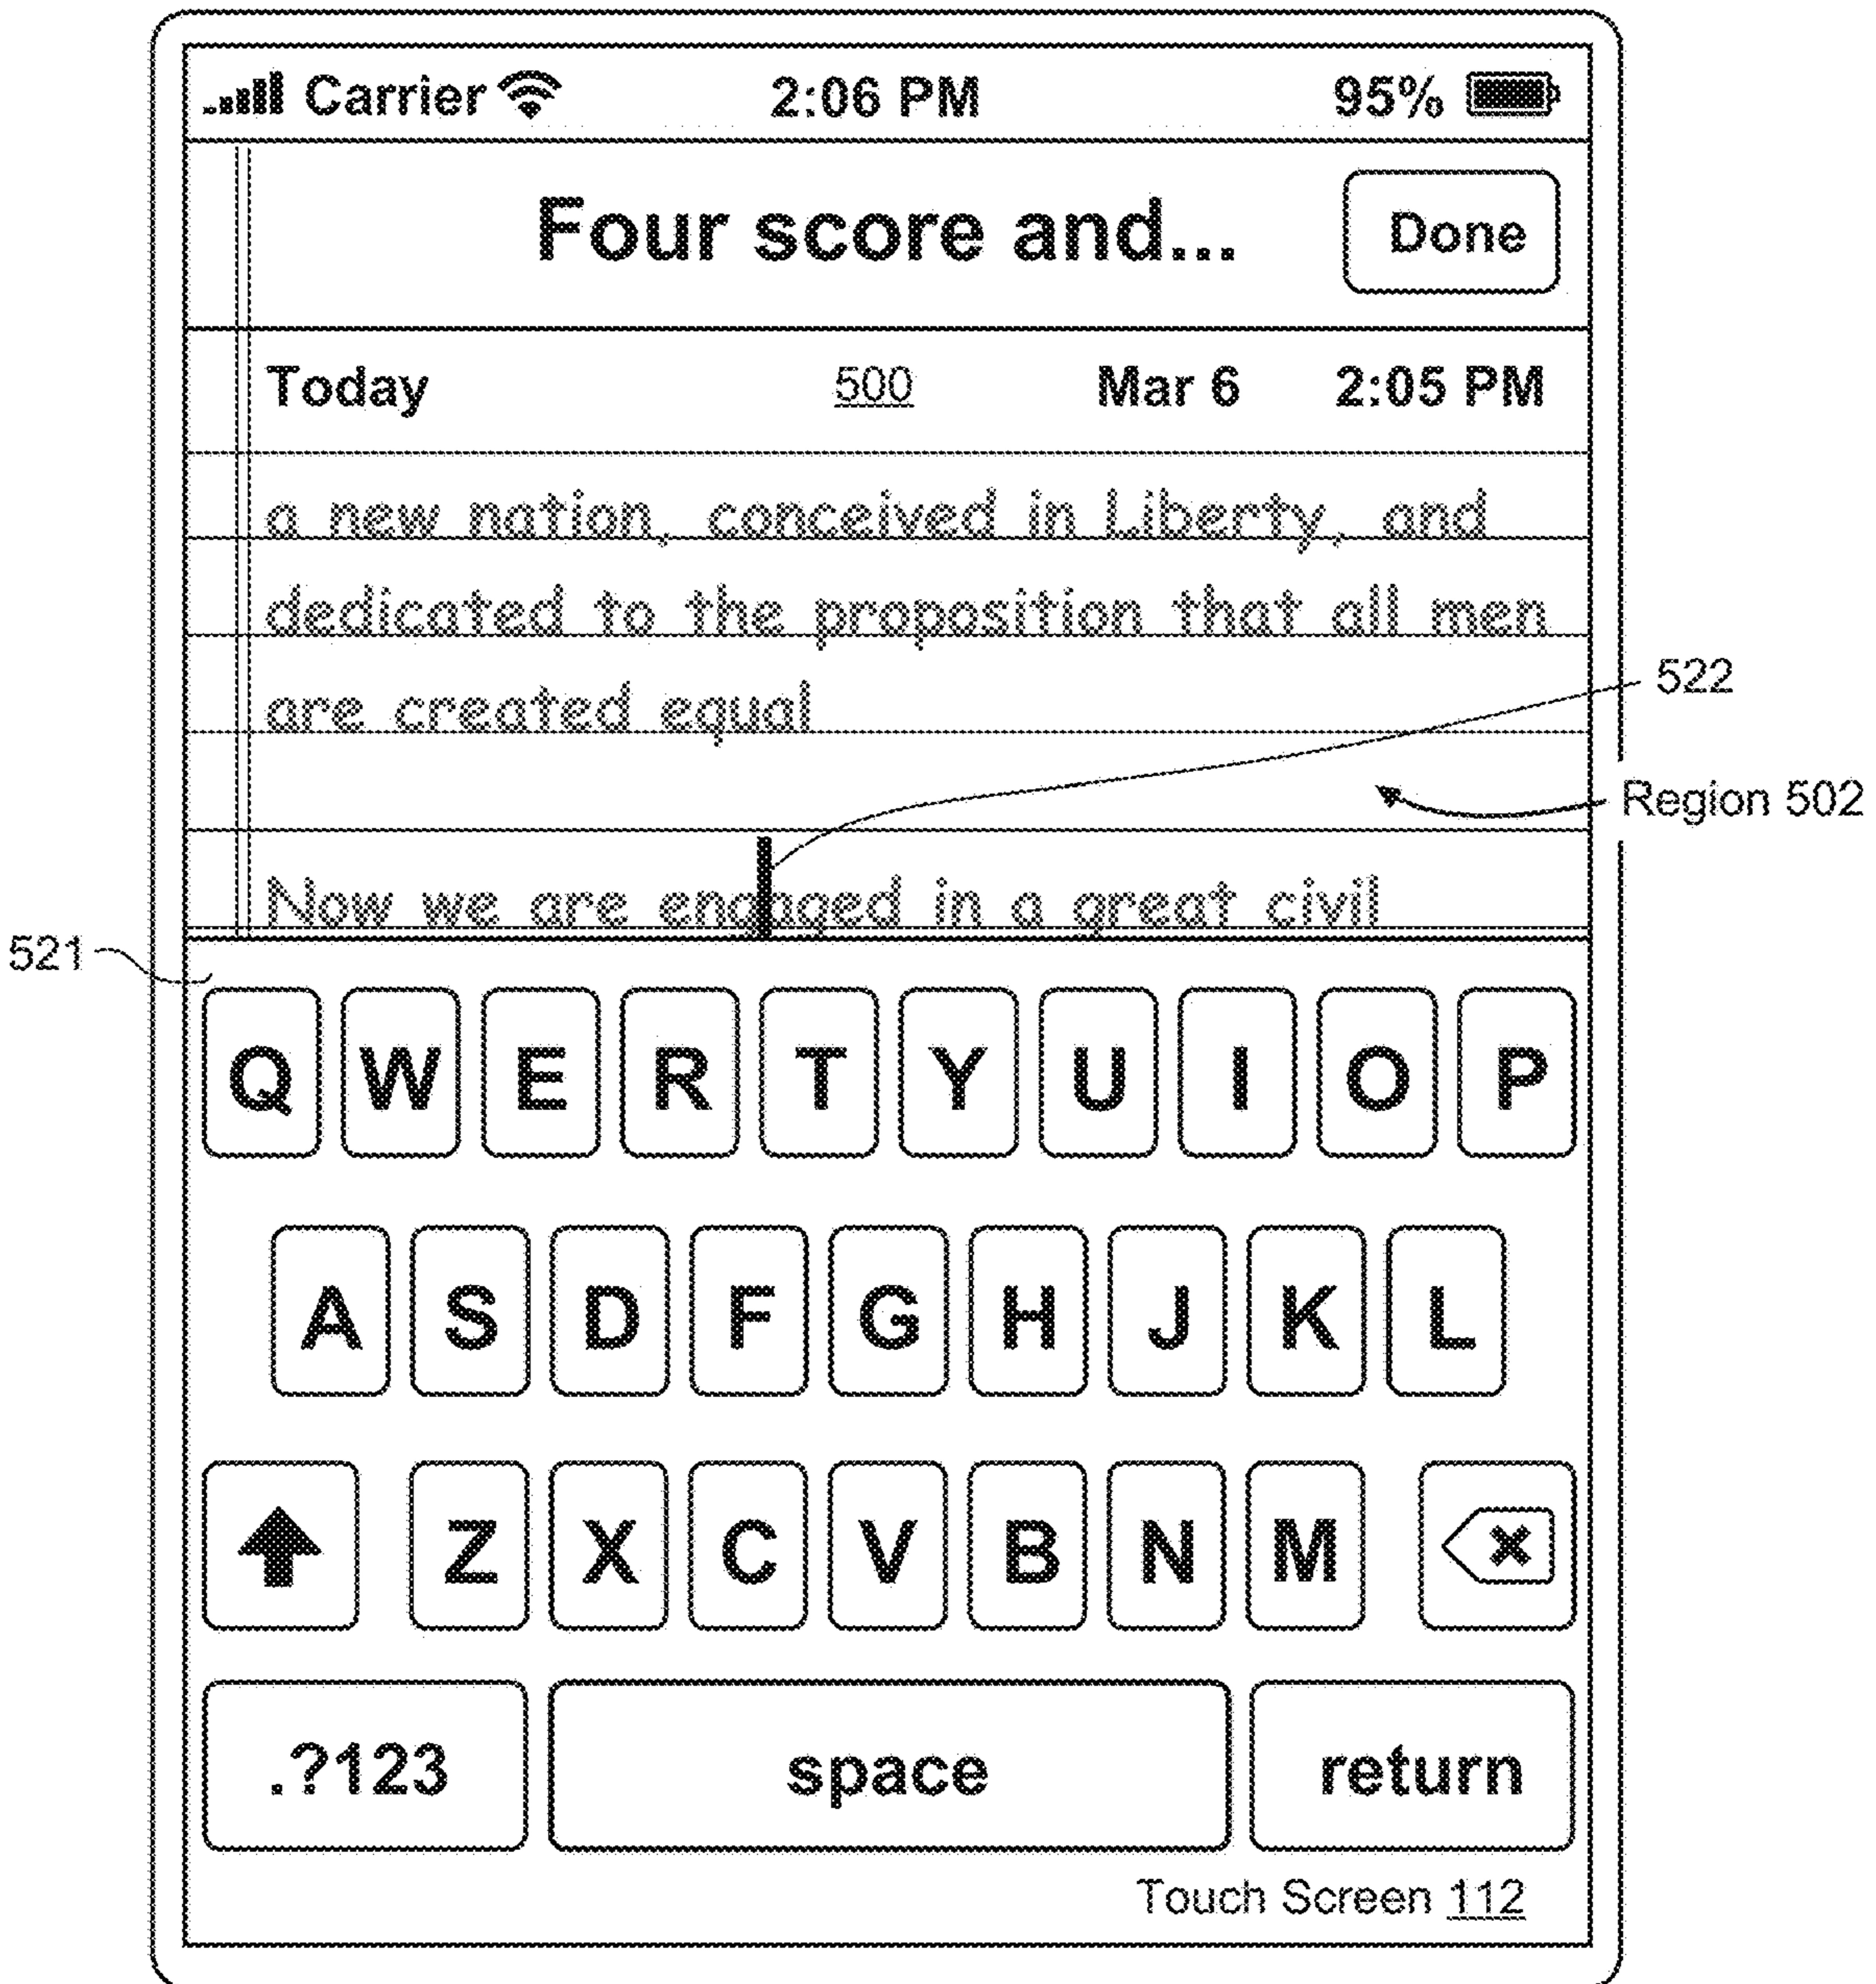 Carrier 2:06 PM 95%
Four score and... Done
Today 500 Mar 6 2:05 PM
a new nation, conceived in Liberty, and
dedicated to the proposition that all men
are created equal
522
Region 502
Now we are engaged in a great civil
521
Q W E R T Y U I O P
A S D F G H J K L
Z X C V B N M
.?123 space return
Touch Screen 112